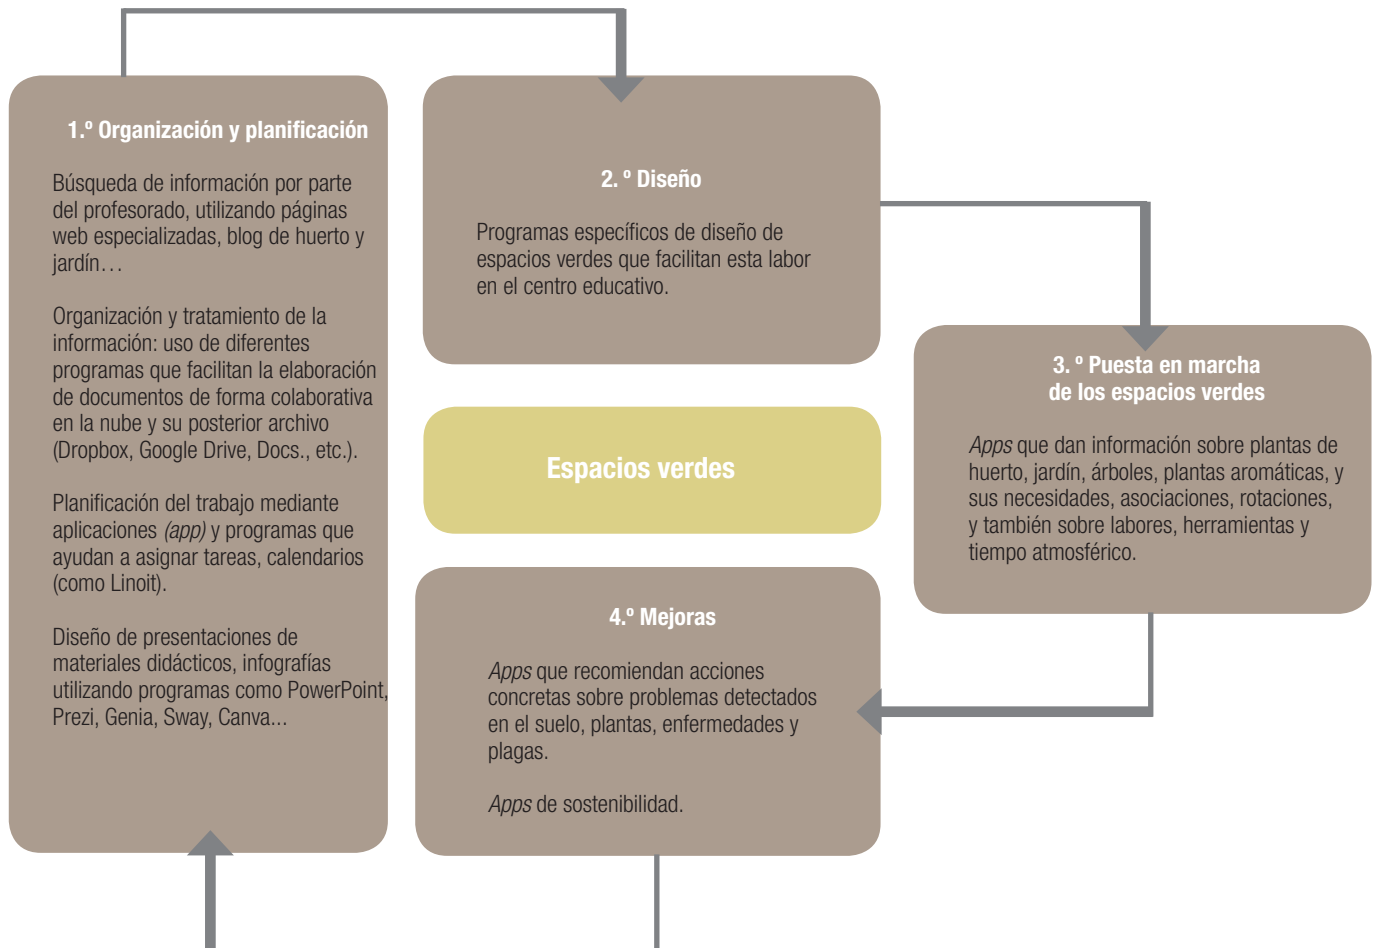 1.º Organización y planificación
Búsqueda de información por parte
del profesorado, utilizando páginas
web especializadas, blog de huerto y
jardín…
Organización y tratamiento de la
información: uso de diferentes
programas que facilitan la elaboración
de documentos de forma colaborativa
en la nube y su posterior archivo
(Dropbox, Google Drive, Docs., etc.).
Planificación del trabajo mediante
aplicaciones (app) y programas que
ayudan a asignar tareas, calendarios
(como Linoit).
Diseño de presentaciones de
materiales didácticos, infografías
utilizando programas como PowerPoint,
Prezi, Genia, Sway, Canva...
2. º Diseño
Programas específicos de diseño de
espacios verdes que facilitan esta labor
en el centro educativo.
3. º Puesta en marcha
de los espacios verdes
Apps que dan información sobre plantas de
huerto, jardín, árboles, plantas aromáticas, y
sus necesidades, asociaciones, rotaciones,
y también sobre labores, herramientas y
tiempo atmosférico.
Espacios verdes
4.º Mejoras
Apps que recomiendan acciones
concretas sobre problemas detectados
en el suelo, plantas, enfermedades y
plagas.
Apps de sostenibilidad.